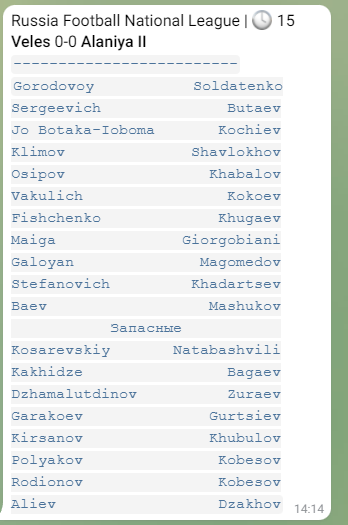 Russia Football National League | 🕓 15
Veles 0-0 Alaniya II
-------------------------
Gorodovoy Soldatenko
Sergeevich Butaev
Jo Botaka-Ioboma Kochiev
Klimov Shavlokhov
Osipov Khabalov
Vakulich Kokoev
Fishchenko Khugaev
Maiga Giorgobiani
Galoyan Magomedov
Stefanovich Khadartsev
Baev Mashukov
Запасные
Kosarevskiy Natabashvili
Kakhidze Bagaev
Dzhamalutdinov Zuraev
Garakoev Gurtsiev
Kirsanov Khubulov
Polyakov Kobesov
Rodionov Kobesov
Aliev Dzakhov
14:14